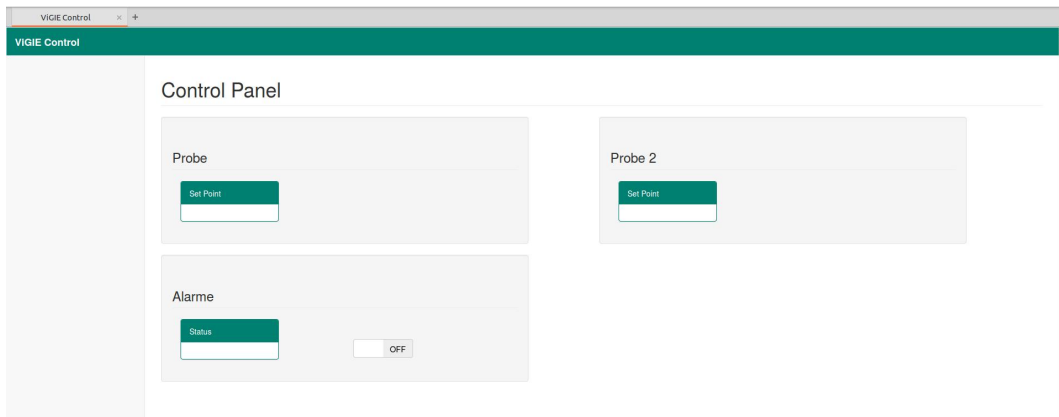 ViGIE Control × +
ViGIE Control
Control Panel
Probe
Set Point
Probe 2
Set Point
Alarme
Status
OFF